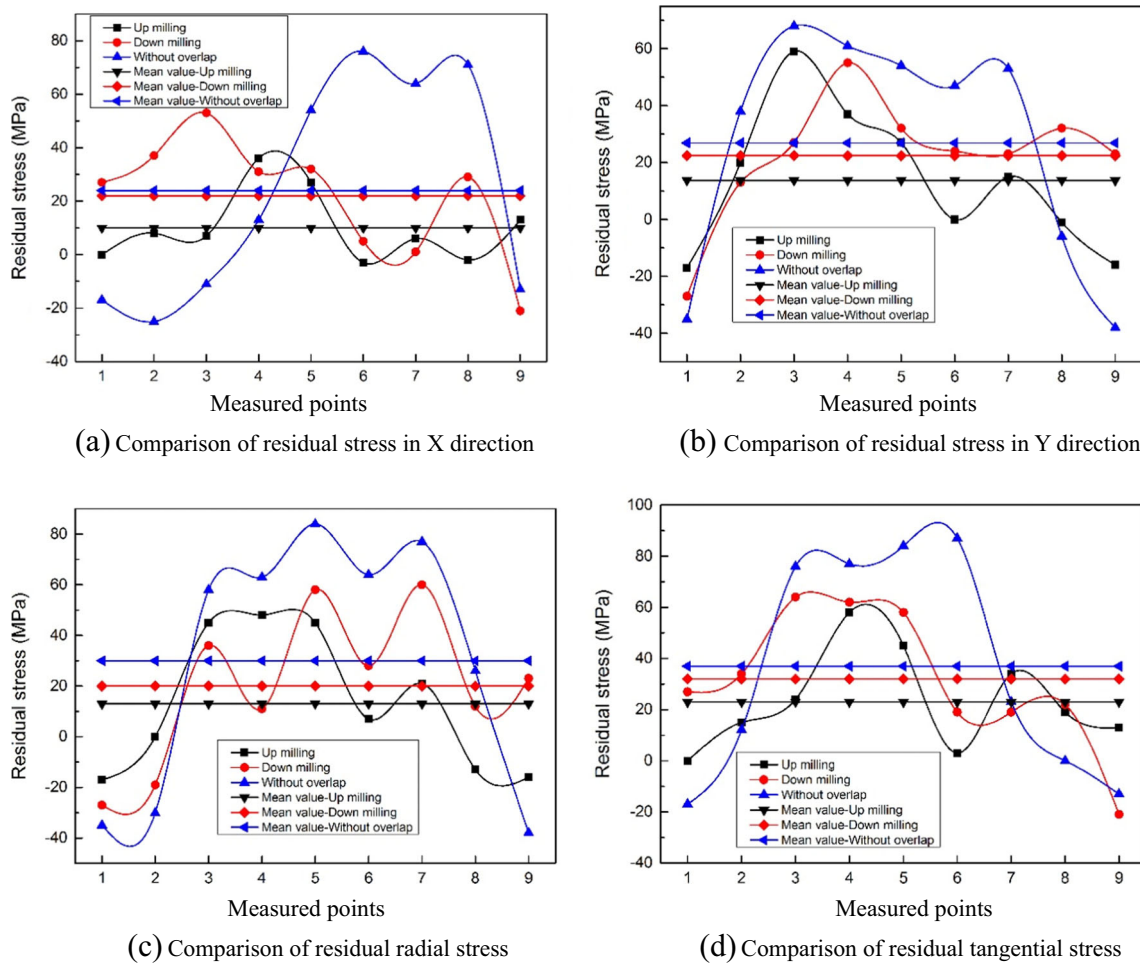 Up milling
Down milling
Without overlap
Mean value-Up milling
Mean value-Down milling
Mean value-Without overlap
80
60
40
20
0
-20
-40
Residual stress (MPa)
1 2 3 4 5 6 7 8 9
Measured points
(a) Comparison of residual stress in X direction
60
40
20
0
-20
-40
Residual stress (MPa)
Up milling
Down milling
Without overlap
Mean value-Up milling
Mean value-Down milling
Mean value-Without overlap
1 2 3 4 5 6 7 8 9
Measured points
(b) Comparison of residual stress in Y direction
80
60
40
20
0
-20
-40
Residual stress (MPa)
Up milling
Down milling
Without overlap
Mean value-Up milling
Mean value-Down milling
Mean value-Without overlap
1 2 3 4 5 6 7 8 9
Measured points
(c) Comparison of residual radial stress
100
80
60
40
20
0
-20
-40
Residual stress (MPa)
Up milling
Down milling
Without overlap
Mean value-Up milling
Mean value-Down milling
Mean value-Without overlap
1 2 3 4 5 6 7 8 9
Measured points
(d) Comparison of residual tangential stress